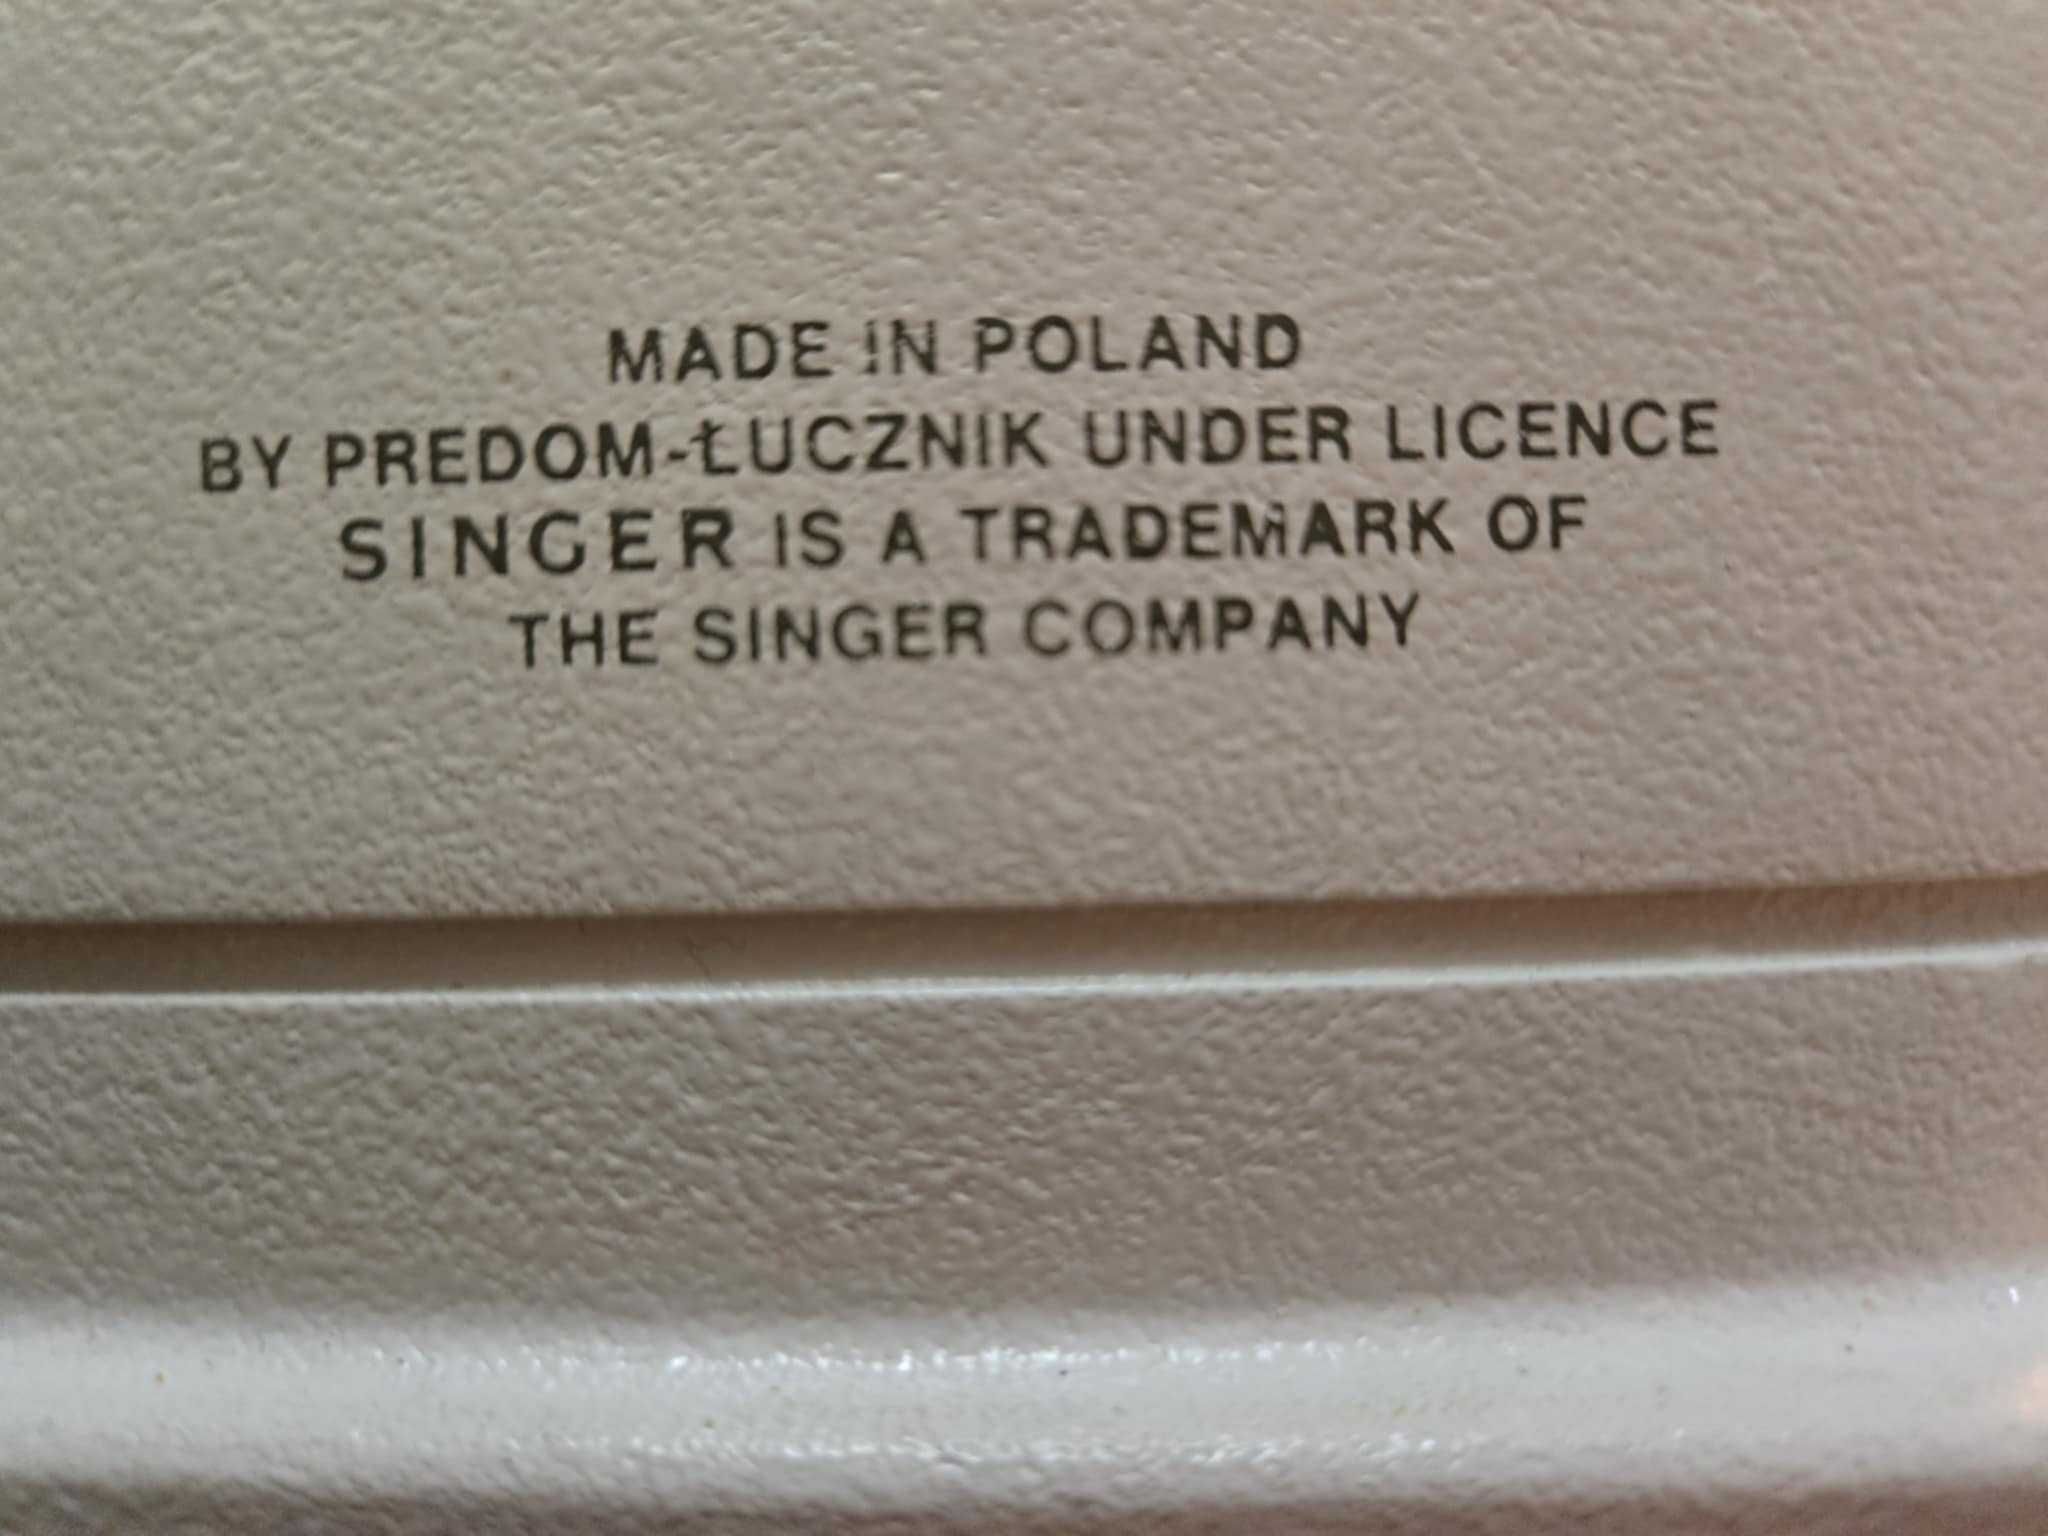 MADE IN POLAND
BY PREDOM-ŁUCZNIK UNDER LICENCE
SINGER IS A TRADEMARK OF
THE SINGER COMPANY